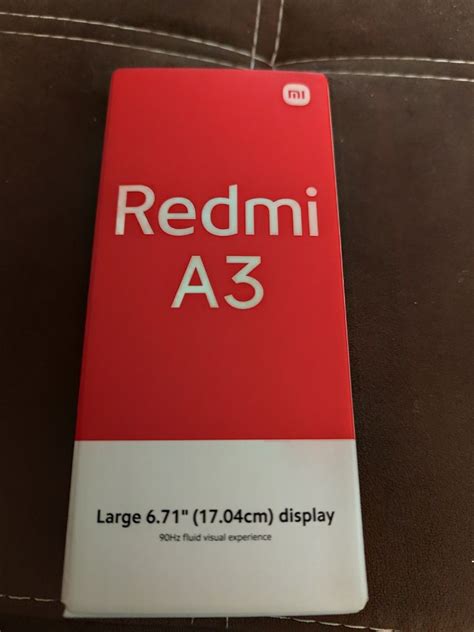 mi
Redmi
A3
Large 6.71" (17.04cm) display
90Hz fluid visual experience